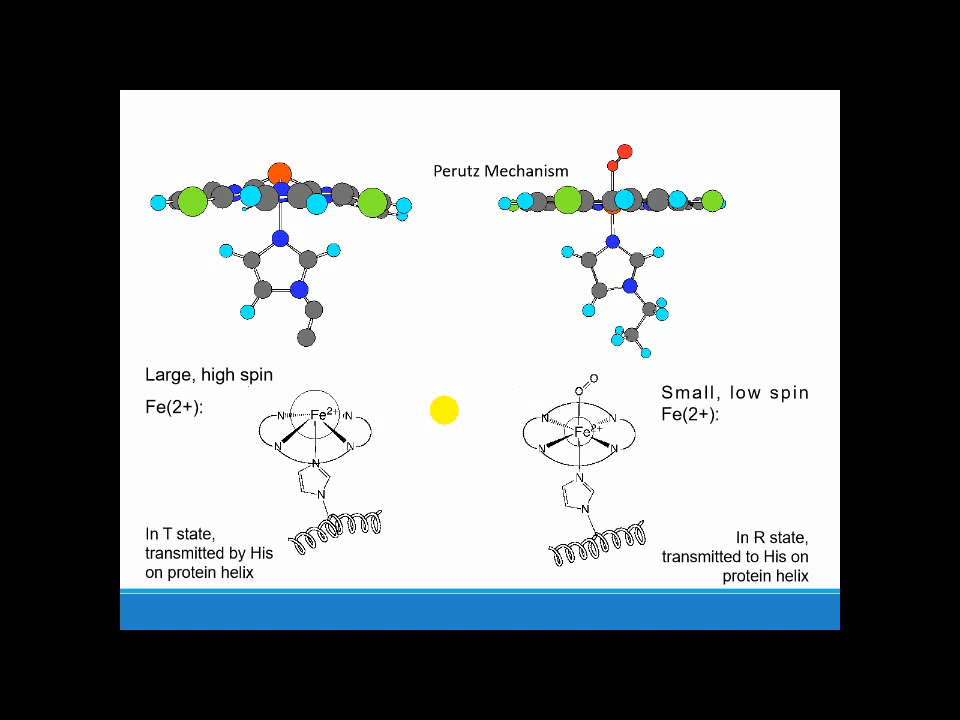 Perutz Mechanism
Large, high spin
Fe(2+):
Small, low spin
Fe(2+):
O
O
N
Fe2+
N
N
N
N
N
N
N
Fe2+
N
N
N
N
In T state,
transmitted by His
on protein helix
In R state,
transmitted to His on
protein helix